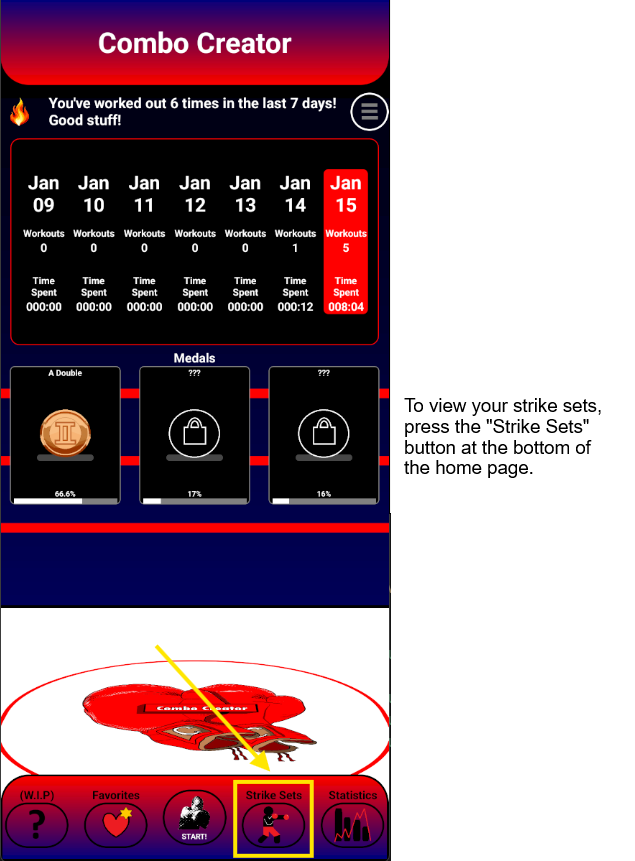 Combo Creator
You've worked out 6 times in the last 7 days!
Good stuff!
Jan Jan Jan Jan Jan Jan Jan
09 10 11 12 13 14 15
Workouts Workouts Workouts Workouts Workouts Workouts Workouts
0 0 0 0 0 1 5
Time Time Time Time Time Time Time
Spent Spent Spent Spent Spent Spent Spent
000:00 000:00 000:00 000:00 000:00 000:12 008:04
Medals
A Double ??? ???
II
66.6% 17% 16%
To view your strike sets,
press the "Strike Sets"
button at the bottom of
the home page.
Combo Creator
(W.I.P) Favorites Strike Sets Statistics
?
START!